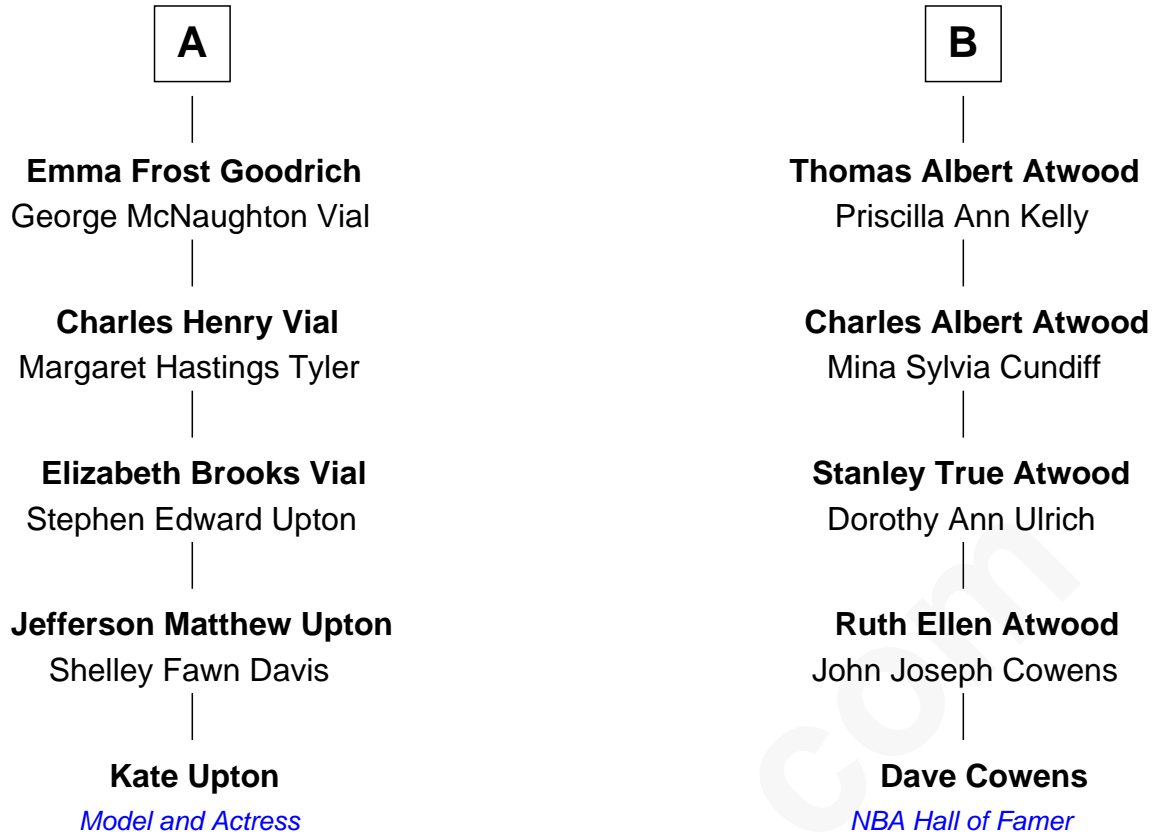 A
Emma Frost Goodrich
George McNaughton Vial
Charles Henry Vial
Margaret Hastings Tyler
Elizabeth Brooks Vial
Stephen Edward Upton
Jefferson Matthew Upton
Shelley Fawn Davis
Kate Upton
Model and Actress
B
Thomas Albert Atwood
Priscilla Ann Kelly
Charles Albert Atwood
Mina Sylvia Cundiff
Stanley True Atwood
Dorothy Ann Ulrich
Ruth Ellen Atwood
John Joseph Cowens
Dave Cowens
NBA Hall of Famer
com